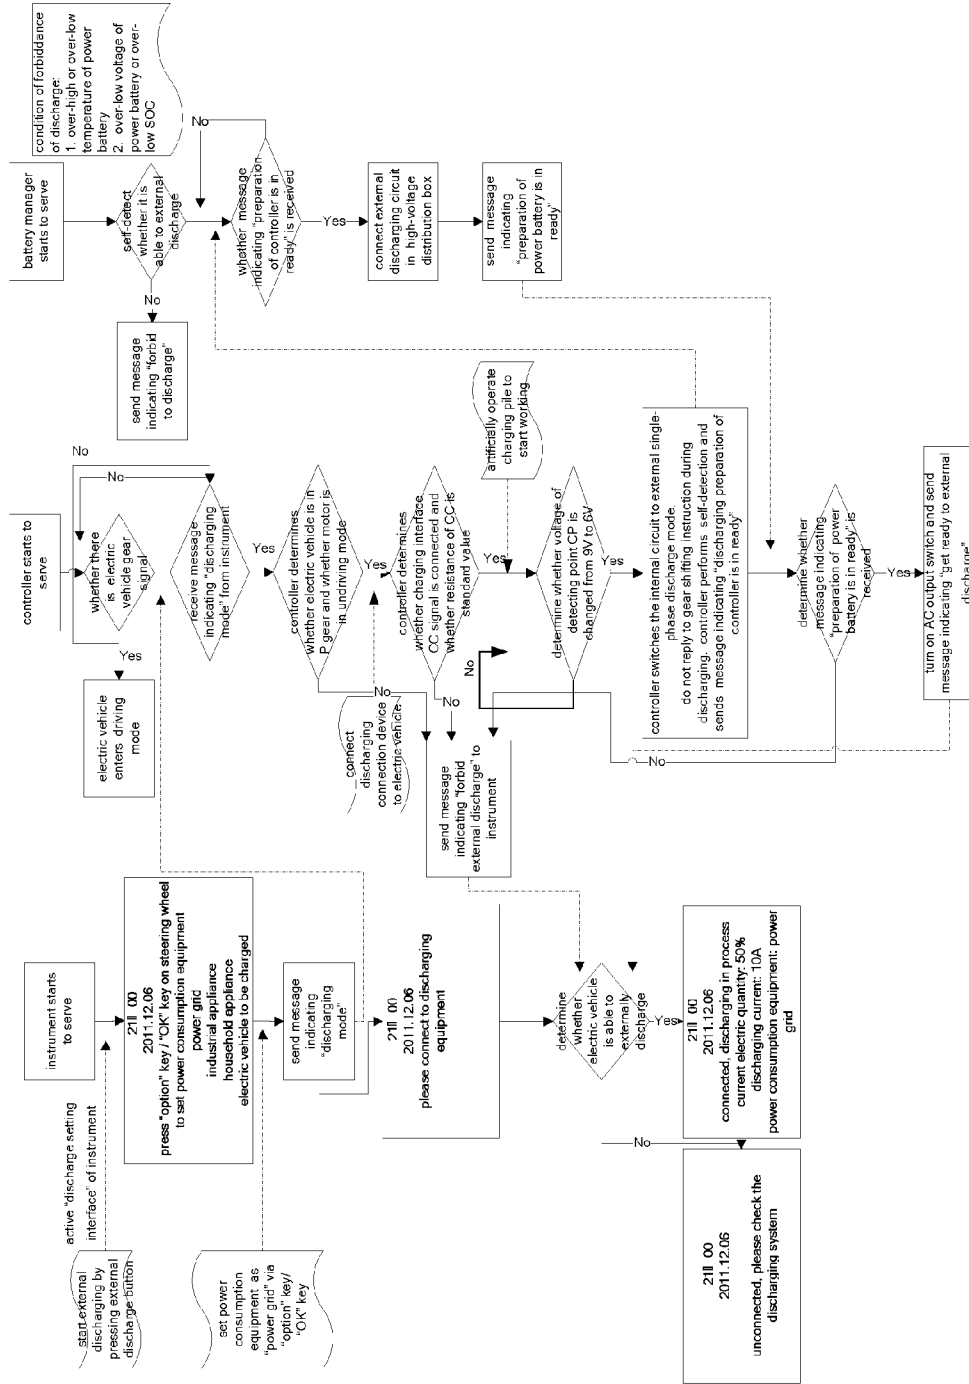 condition of forbiddance
of discharge:
1. over-high or over-low
temperature of power
battery
2. over-low voltage of
power battery or over-
low SOC
battery manager
starts to serve
self-detect
whether it is
able to external
discharge
No
whether message
indicating "preparation
of controller is in
ready" is received
Yes
connect external
discharging circuit
in high-voltage
distribution box
send message
indicating
"preparation of
power battery is in
ready"
No
send message
indicating "forbid
to discharge"
controller starts to
serve
No
whether there
is electric
vehicle gear
signal
No
receive message
indicating "discharging
mode" from instrument
Yes
controller determines
whether electric vehicle is in
P gear and whether motor is
in undriving mode
Yes
controller determines
whether charging interface
CC signal is connected and
whether resistance of CC is
standard value
Yes
artificially operate
charging pile to
start working
determine whether voltage of
detecting point CP is
changed from 9V to 6V
Yes
controller switches the internal circuit to external single-
phase discharge mode.
do not reply to gear shifting instruction during
discharging. controller performs self-detection and
sends message indicating "discharging preparation of
controller is in ready"
determine whether
message indicating
"preparation of power
battery is in ready" is
received
Yes
turn on AC output switch and send
message indicating "get ready to external
discharge"
Yes
electric vehicle
enters driving
mode
No
No
No
No
connect
discharging
connection device
to electric vehicle
send message
indicating "forbid
external discharge" to
instrument
instrument starts
to serve
21:00
2011.12.06
press "option" key / "OK" key on steering wheel
to set power consumption equipment
power grid
industrial appliance
household appliance
electric vehicle to be charged
send message
indicating
"discharging
mode"
21:00
2011.12.06
please connect to discharging
equipment
determine
whether
electric vehicle
is able to
externally
discharge
Yes
21:00
2011.12.06
connected, discharging in process
current electric quantity: 50%
discharging current: 10A
power consumption equipment: power
grid
No
active "discharge setting
interface" of instrument
start external
discharging by
pressing external
discharge button
set power
consumption
equipment as
"power grid" via
"option" key/
"OK" key
21:00
2011.12.06
unconnected, please check the
discharging system